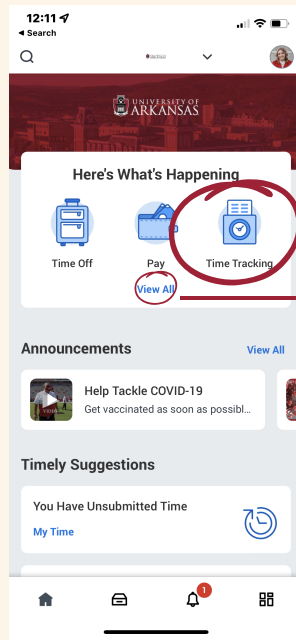 12:11
◀ Search
UNIVERSITY OF
ARKANSAS
Here's What's Happening
Time Off
Pay
Time Tracking
View All
Announcements
View All
Help Tackle COVID-19
Get vaccinated as soon as possibl...
VIDEO
Timely Suggestions
You Have Unsubmitted Time
My Time
1